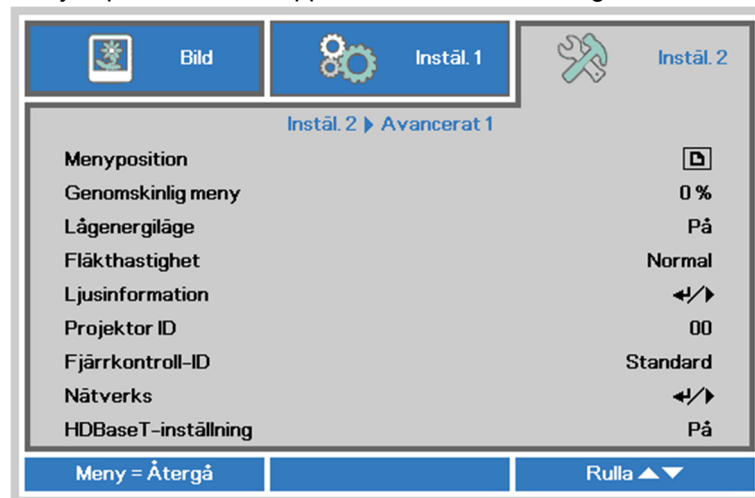 Bild
Instäl. 1
Instäl. 2
Instäl. 2 Avancerat 1
Menyposition
Genomskinlig meny 0 %
Lågenergiläge På
Fläkthastighet Normal
Ljusinformation
Projektor ID 00
Fjärrkontroll-ID Standard
Nätverks
HDBaseT-inställning På
Meny = Återgå
Rulla